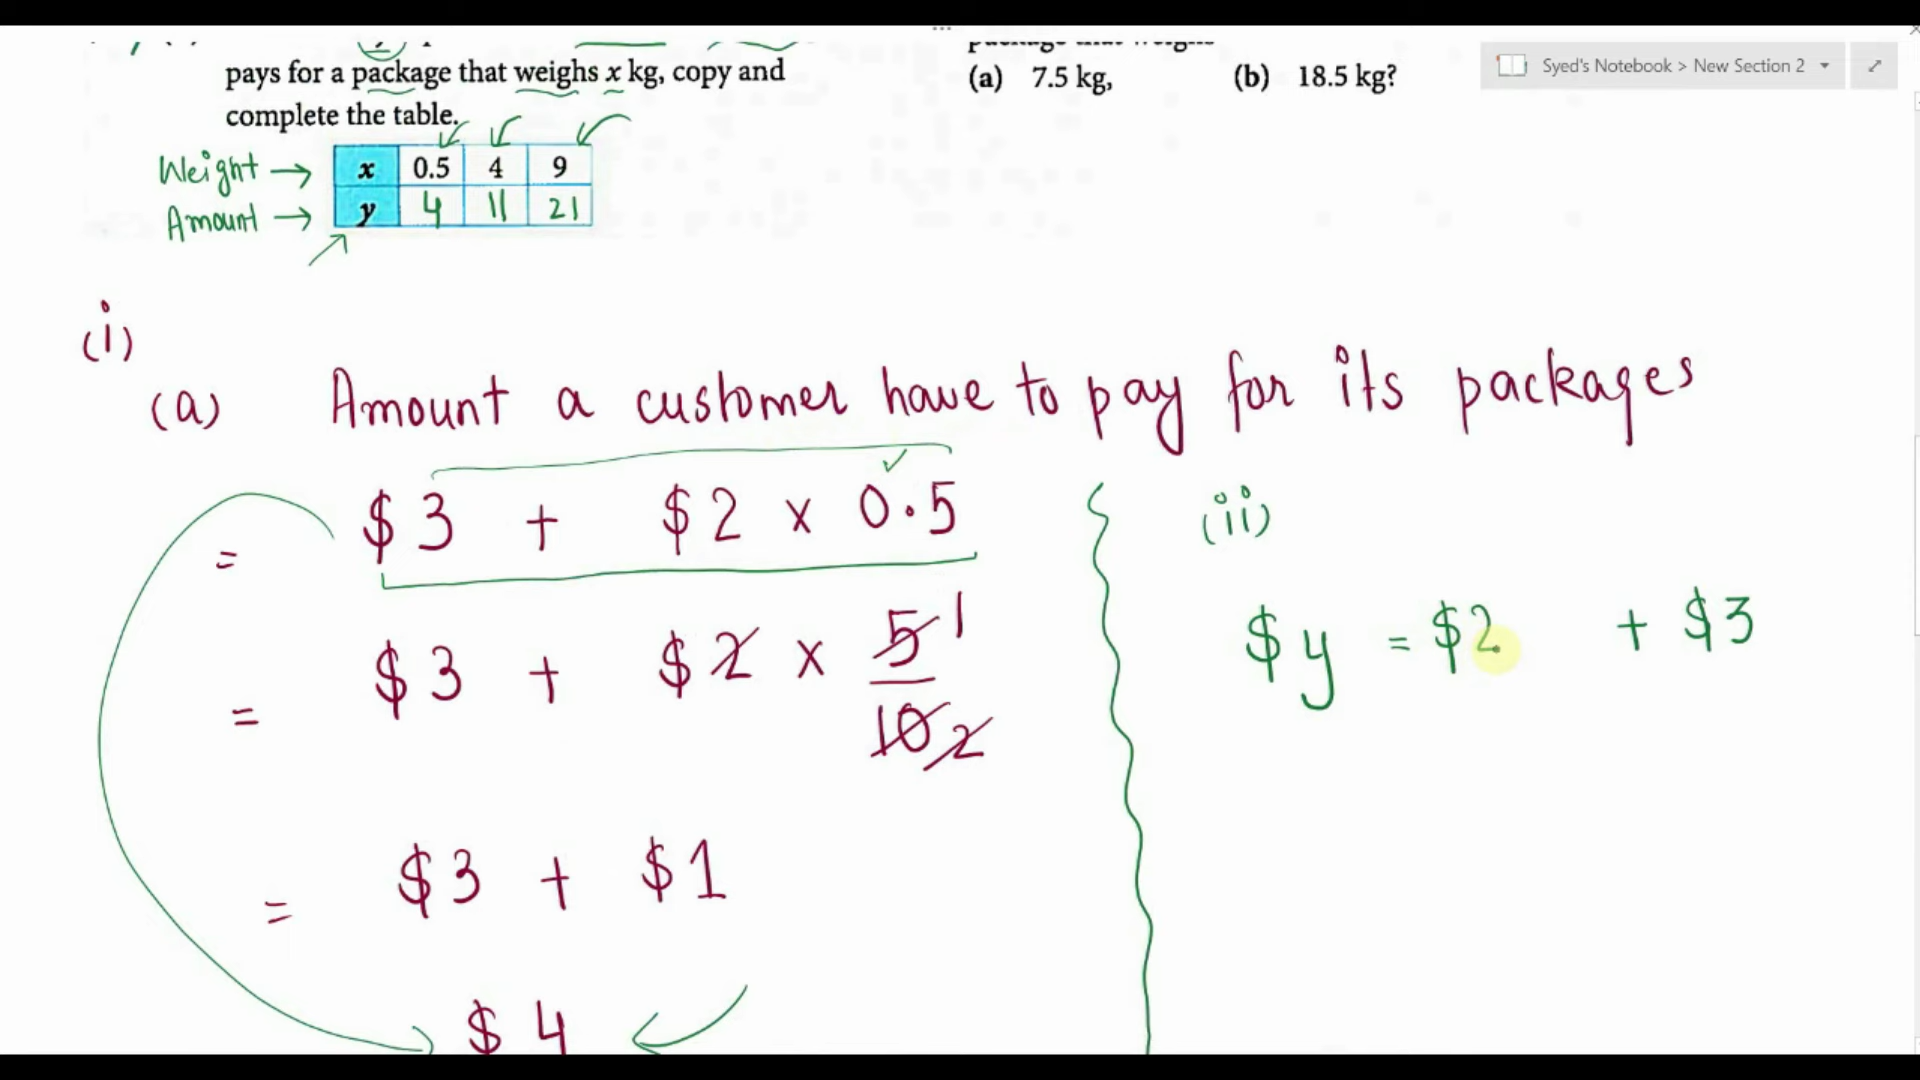 pays for a package that weighs x kg, copy and
complete the table.
(a) 7.5 kg, (b) 18.5 kg?
Syed's Notebook > New Section 2
Weight → x 0.5 4 9
Amount → y 4 11 21
(i)
(a) Amount a customer have to pay for its packages
= $3 + $2 × 0.5
= $3 + $2 × 5/10 1 2
= $3 + $1
$4
(ii)
$y = $2 + $3